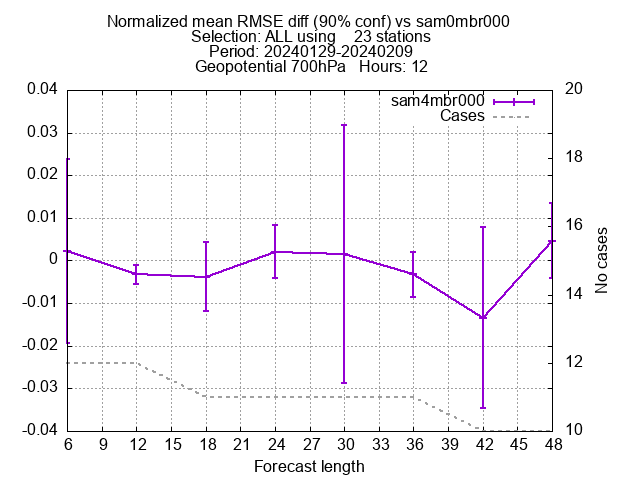 Normalized mean RMSE diff (90% conf) vs sam0mbr000
Selection: ALL using    23 stations
Period: 20240129-20240209
Geopotential 700hPa   Hours: 12
sam4mbr000
Cases
0.04
0.03
0.02
0.01
0
-0.01
-0.02
-0.03
-0.04
20
18
16
14
12
10
No cases
6 9 12 15 18 21 24 27 30 33 36 39 42 45 48
Forecast length